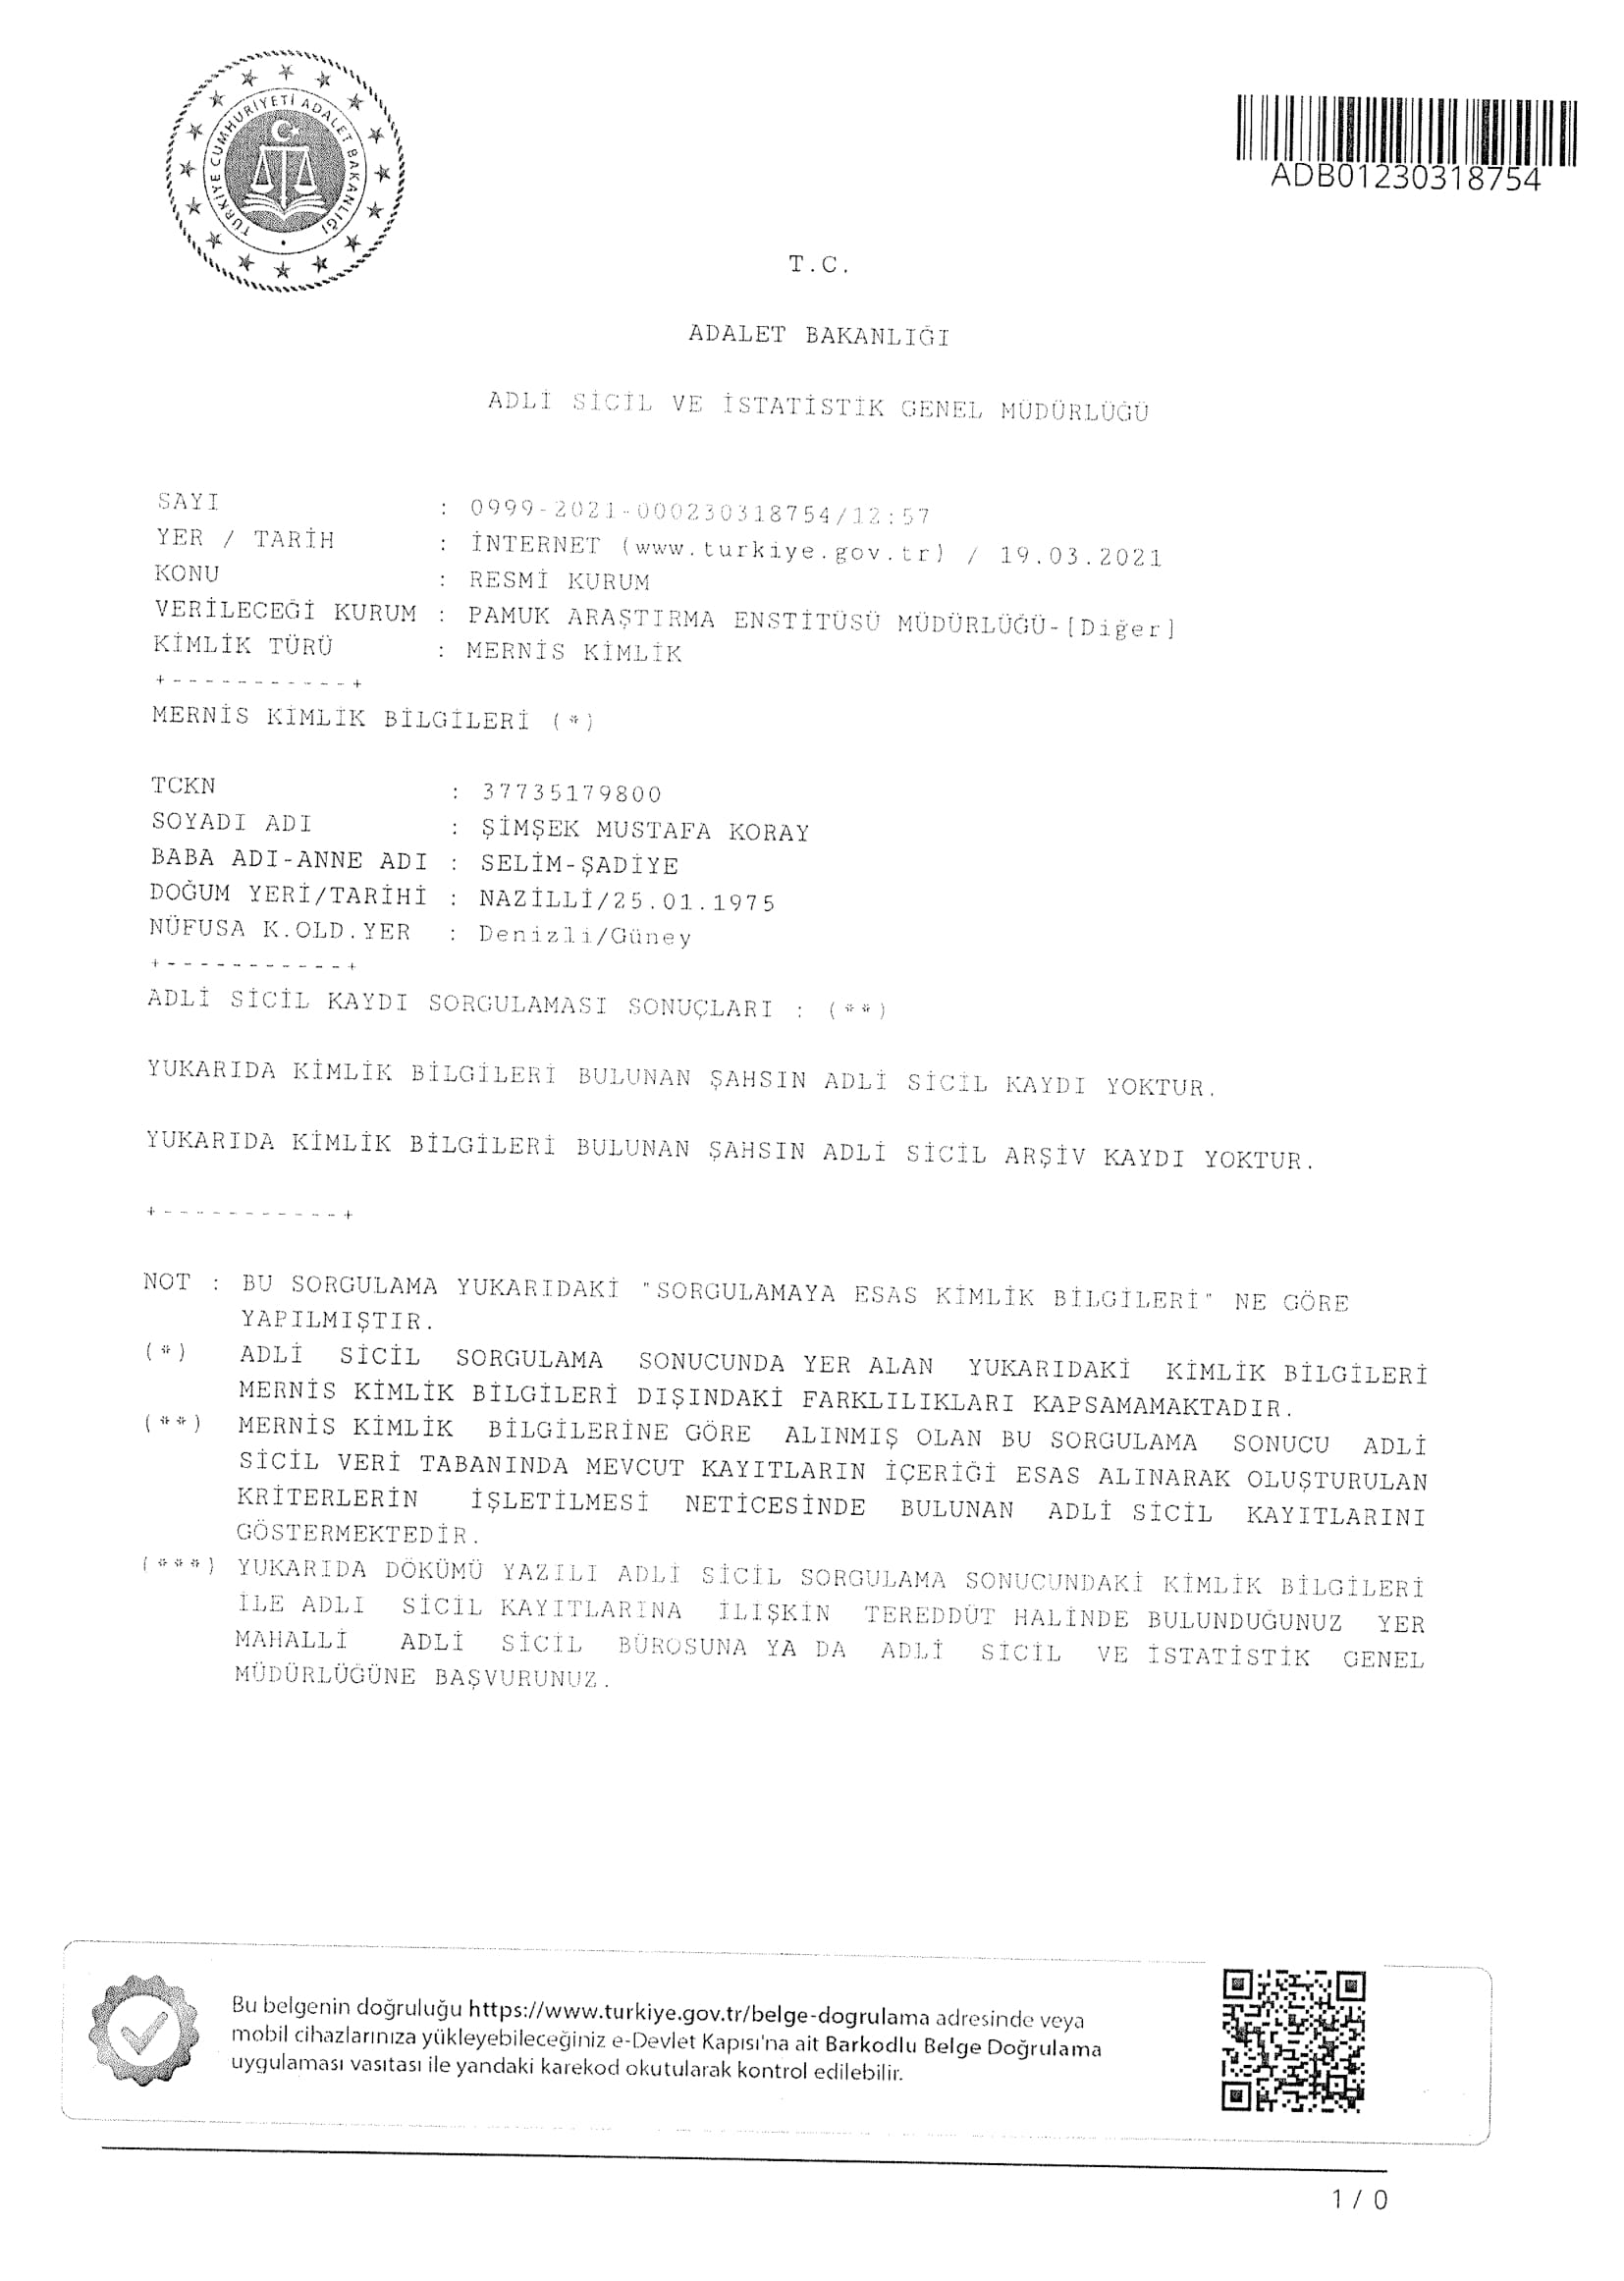 TÜRKİYE CUMHURİYETİ ADALET BAKANLIĞI
ADB01230318754
T.C.
ADALET BAKANLIĞI
ADLİ SİCİL VE İSTATİSTİK GENEL MÜDÜRLÜĞÜ
SAYI : 0999-2021-000230318754/12:57
YER / TARİH : İNTERNET (www.turkiye.gov.tr) / 19.03.2021
KONU : RESMİ KURUM
VERİLECEĞİ KURUM : PAMUK ARAŞTIRMA ENSTİTÜSÜ MÜDÜRLÜĞÜ-[Diğer]
KİMLİK TÜRÜ : MERNİS KİMLİK
+-----------+
MERNİS KİMLİK BİLGİLERİ (*)
TCKN : 37735179800
SOYADI ADI : ŞİMŞEK MUSTAFA KORAY
BABA ADI-ANNE ADI : SELİM-ŞADİYE
DOĞUM YERİ/TARİHİ : NAZİLLİ/25.01.1975
NÜFUSA K.OLD.YER : Denizli/Güney
+-----------+
ADLİ SİCİL KAYDI SORGULAMASI SONUÇLARI : (**)
YUKARIDA KİMLİK BİLGİLERİ BULUNAN ŞAHSIN ADLİ SİCİL KAYDI YOKTUR.
YUKARIDA KİMLİK BİLGİLERİ BULUNAN ŞAHSIN ADLİ SİCİL ARŞİV KAYDI YOKTUR.
+-----------+
NOT : BU SORGULAMA YUKARIDAKİ "SORGULAMAYA ESAS KİMLİK BİLGİLERİ" NE GÖRE
YAPILMIŞTIR.
(*) ADLİ SİCİL SORGULAMA SONUCUNDA YER ALAN YUKARIDAKİ KİMLİK BİLGİLERİ
MERNİS KİMLİK BİLGİLERİ DIŞINDAKİ FARKLILIKLARI KAPSAMAMAKTADIR.
(**) MERNİS KİMLİK BİLGİLERİNE GÖRE ALINMIŞ OLAN BU SORGULAMA SONUCU ADLİ
SİCİL VERİ TABANINDA MEVCUT KAYITLARIN İÇERİĞİ ESAS ALINARAK OLUŞTURULAN
KRİTERLERİN İŞLETİLMESİ NETİCESİNDE BULUNAN ADLİ SİCİL KAYITLARINI
GÖSTERMEKTEDİR.
(***) YUKARIDA DÖKÜMÜ YAZILI ADLİ SİCİL SORGULAMA SONUCUNDAKİ KİMLİK BİLGİLERİ
İLE ADLI SİCİL KAYITLARINA İLİŞKİN TEREDDÜT HALİNDE BULUNDUĞUNUZ YER
MAHALLİ ADLİ SİCİL BÜROSUNA YA DA ADLİ SİCİL VE İSTATİSTİK GENEL
MÜDÜRLÜĞÜNE BAŞVURUNUZ.
Bu belgenin doğruluğu https://www.turkiye.gov.tr/belge-dogrulama adresinde veya
mobil cihazlarınıza yükleyebileceğiniz e-Devlet Kapısı'na ait Barkodlu Belge Doğrulama
uygulaması vasıtası ile yandaki karekod okutularak kontrol edilebilir.
1 / 0